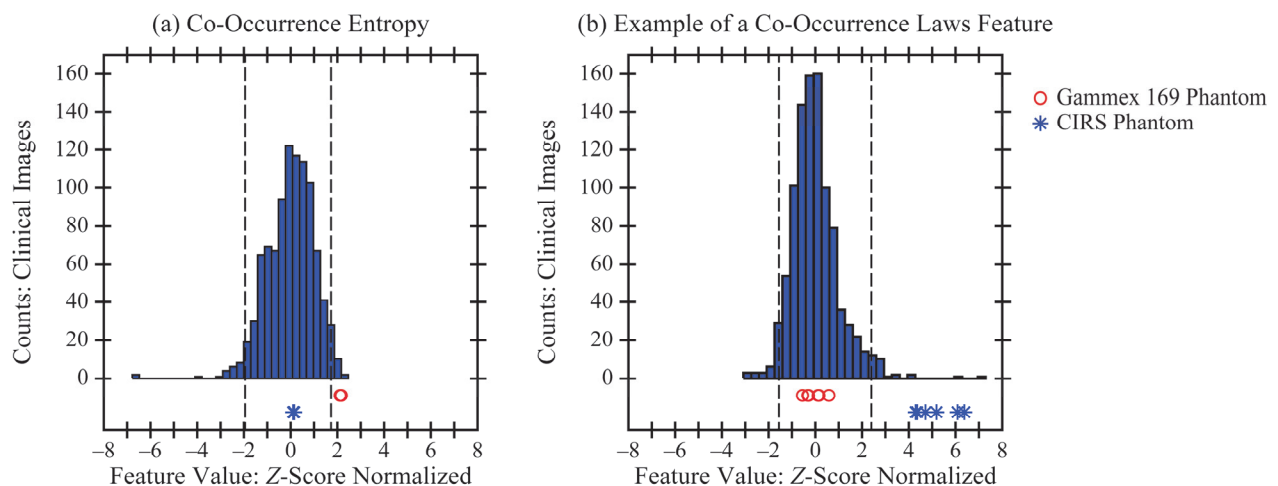 (a) Co-Occurrence Entropy
160
140
120
100
80
60
40
20
0
Counts: Clinical Images
–8 –6 –4 –2 0 2 4 6 8
Feature Value: Z-Score Normalized
(b) Example of a Co-Occurrence Laws Feature
160
140
120
100
80
60
40
20
0
Counts: Clinical Images
–8 –6 –4 –2 0 2 4 6 8
Feature Value: Z-Score Normalized
Gammex 169 Phantom
CIRS Phantom